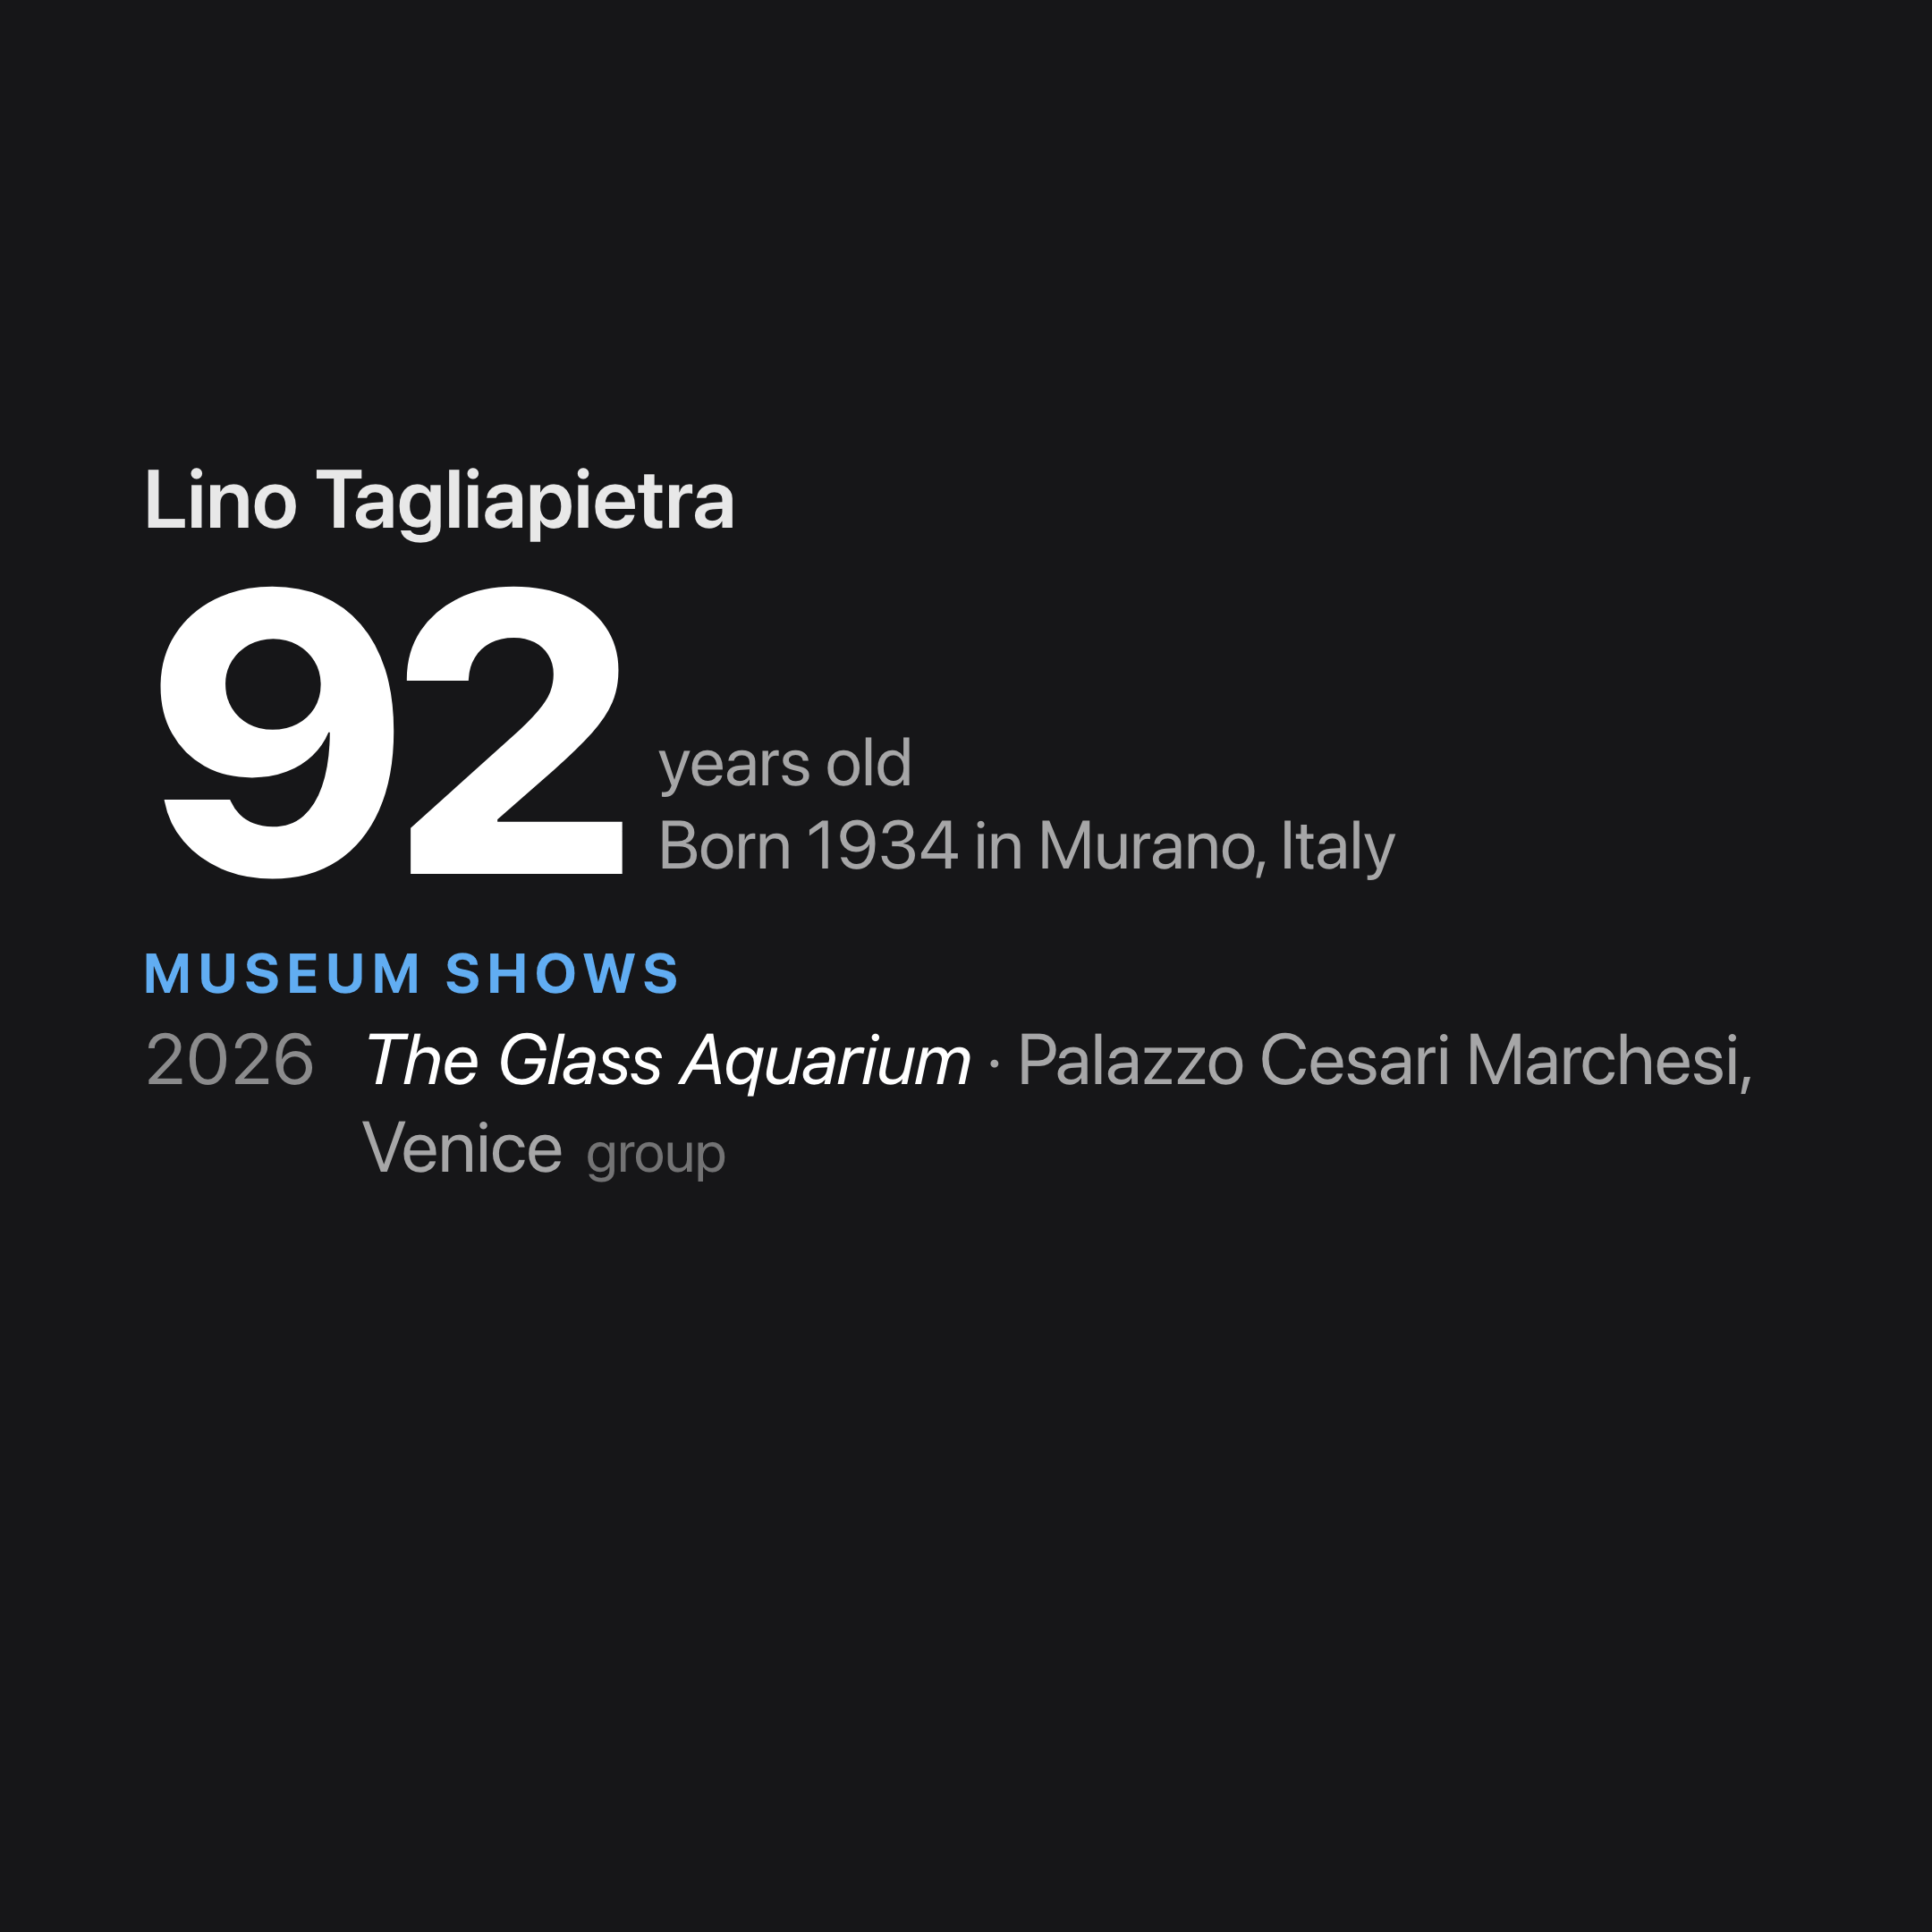 Lino Tagliapietra
92 years old
Born 1934 in Murano, Italy
MUSEUM SHOWS
2026 The Glass Aquarium · Palazzo Cesari Marchesi,
Venice group